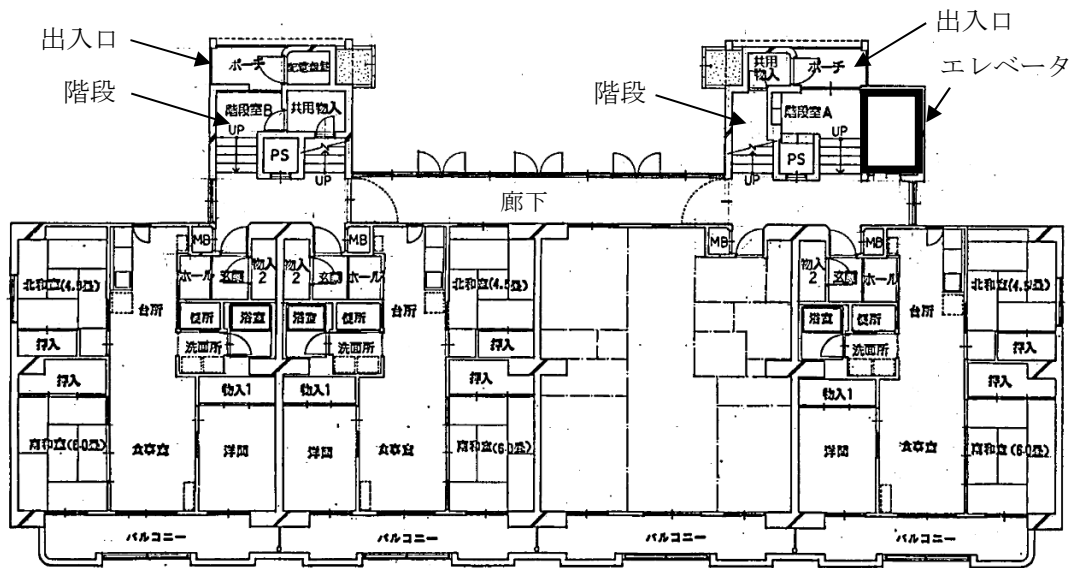 出入口
階段
ポーチ
階段室B
共用物入
UP
PS
UP
出入口
エレベータ
階段
共用物入
ポーチ
階段室A
UP
PS
UP
廊下
MB
MB
MB
MB
北和室(4.5畳)
台所
ホール
玄関
物入2
物入2
玄関
ホール
台所
北和室(4.5畳)
物入2
玄関
ホール
台所
北和室(4.5畳)
便所
浴室
浴室
便所
浴室
便所
押入
洗面所
洗面所
押入
洗面所
押入
押入
物入1
物入1
押入
物入1
押入
南和室(6.0畳)
食事室
洋間
洋間
食事室
南和室(6.0畳)
洋間
食事室
南和室(6.0畳)
バルコニー
バルコニー
バルコニー
バルコニー